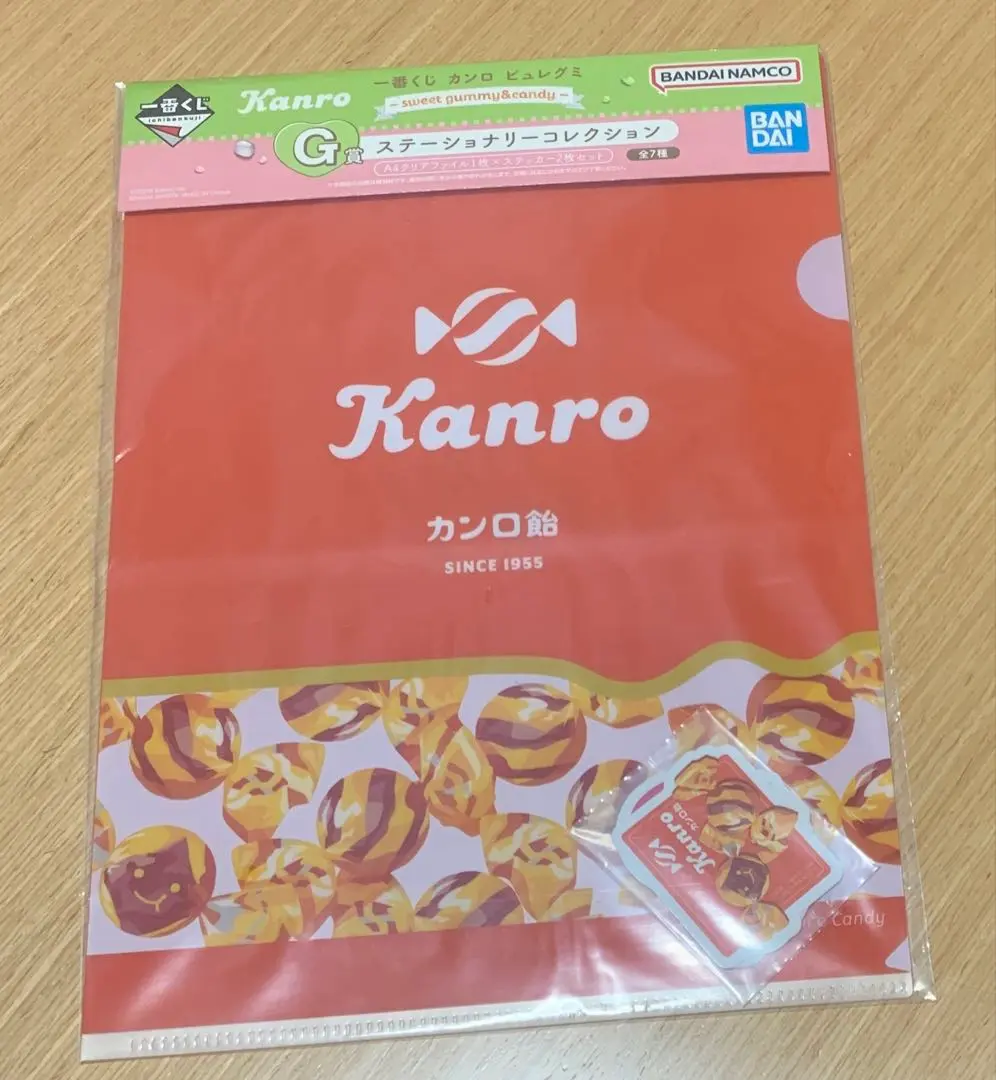 一番くじ
ichibankuji
Kanro
一番くじ カンロ ピュレグミ
sweet gummy&candy
BANDAI NAMCO
BAN
DAI
G賞 ステーショナリーコレクション
A4クリアファイル1枚×ステッカー2枚セット
全7種
Kanro
カンロ飴
SINCE 1955
Kanro
カンロ飴
Candy